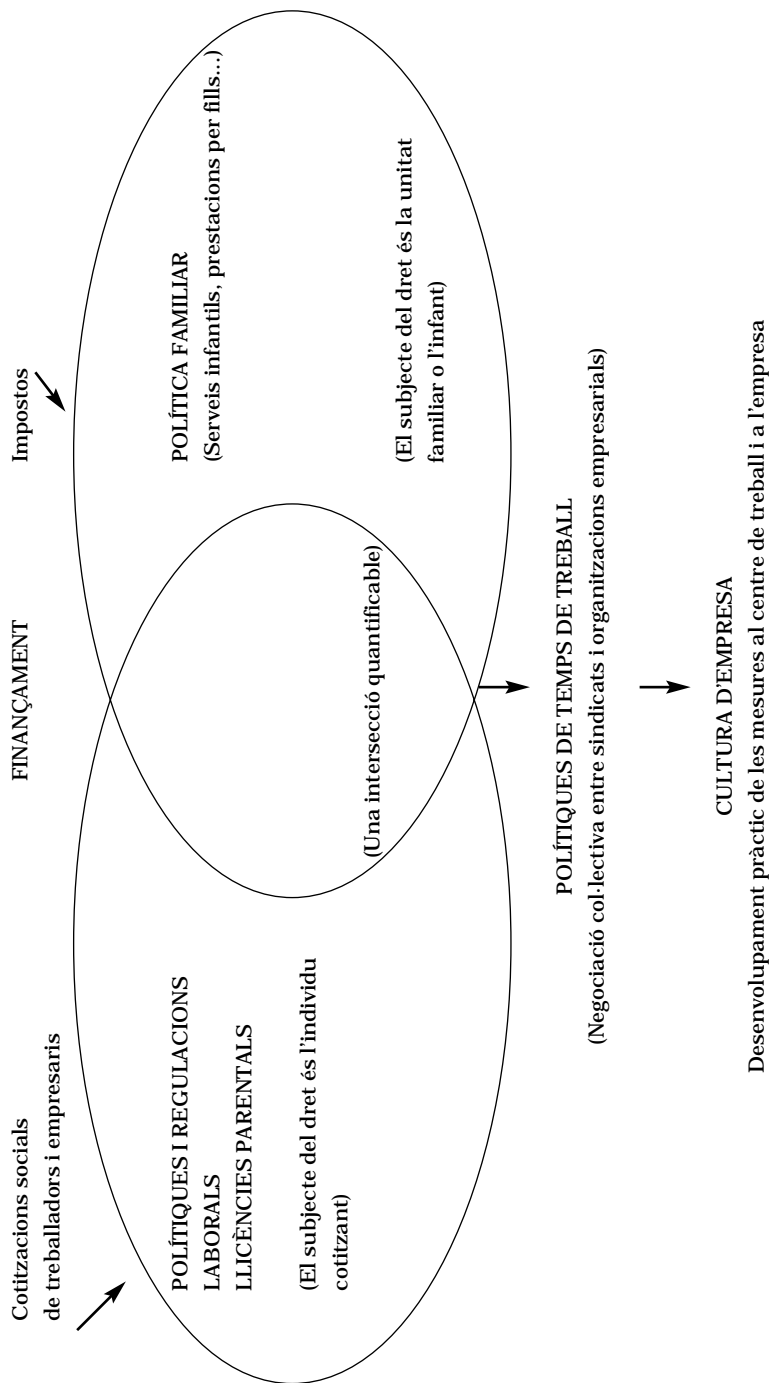 FINANÇAMENT
Cotitzacions socials
de treballadors i empresaris
Impostos
POLÍTIQUES I REGULACIONS
LABORALS
LLICÈNCIES PARENTALS
(El subjecte del dret és l'individu
cotitzant)
(Una intersecció quantificable)
POLÍTICA FAMILIAR
(Serveis infantils, prestacions per fills...)
(El subjecte del dret és la unitat
familiar o l'infant)
POLÍTIQUES DE TEMPS DE TREBALL
(Negociació col·lectiva entre sindicats i organitzacions empresarials)
CULTURA D'EMPRESA
Desenvolupament pràctic de les mesures al centre de treball i a l'empresa